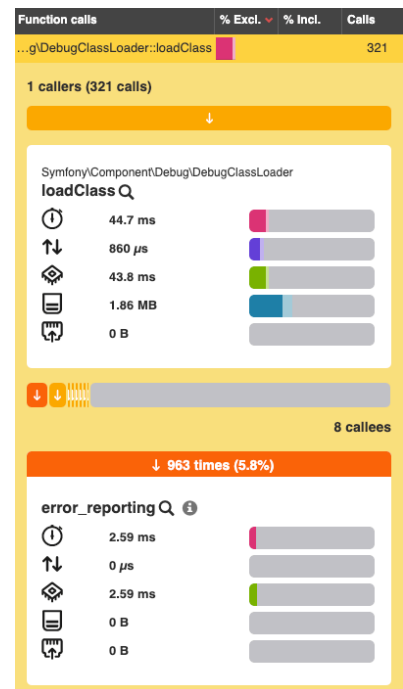 Function calls % Excl. % Incl. Calls
...g\DebugClassLoader::loadClass 321
1 callers (321 calls)
Symfony\Component\Debug\DebugClassLoader
loadClass
44.7 ms
860 µs
43.8 ms
1.86 MB
0 B
8 callees
↓ 963 times (5.8%)
error_reporting
2.59 ms
0 µs
2.59 ms
0 B
0 B